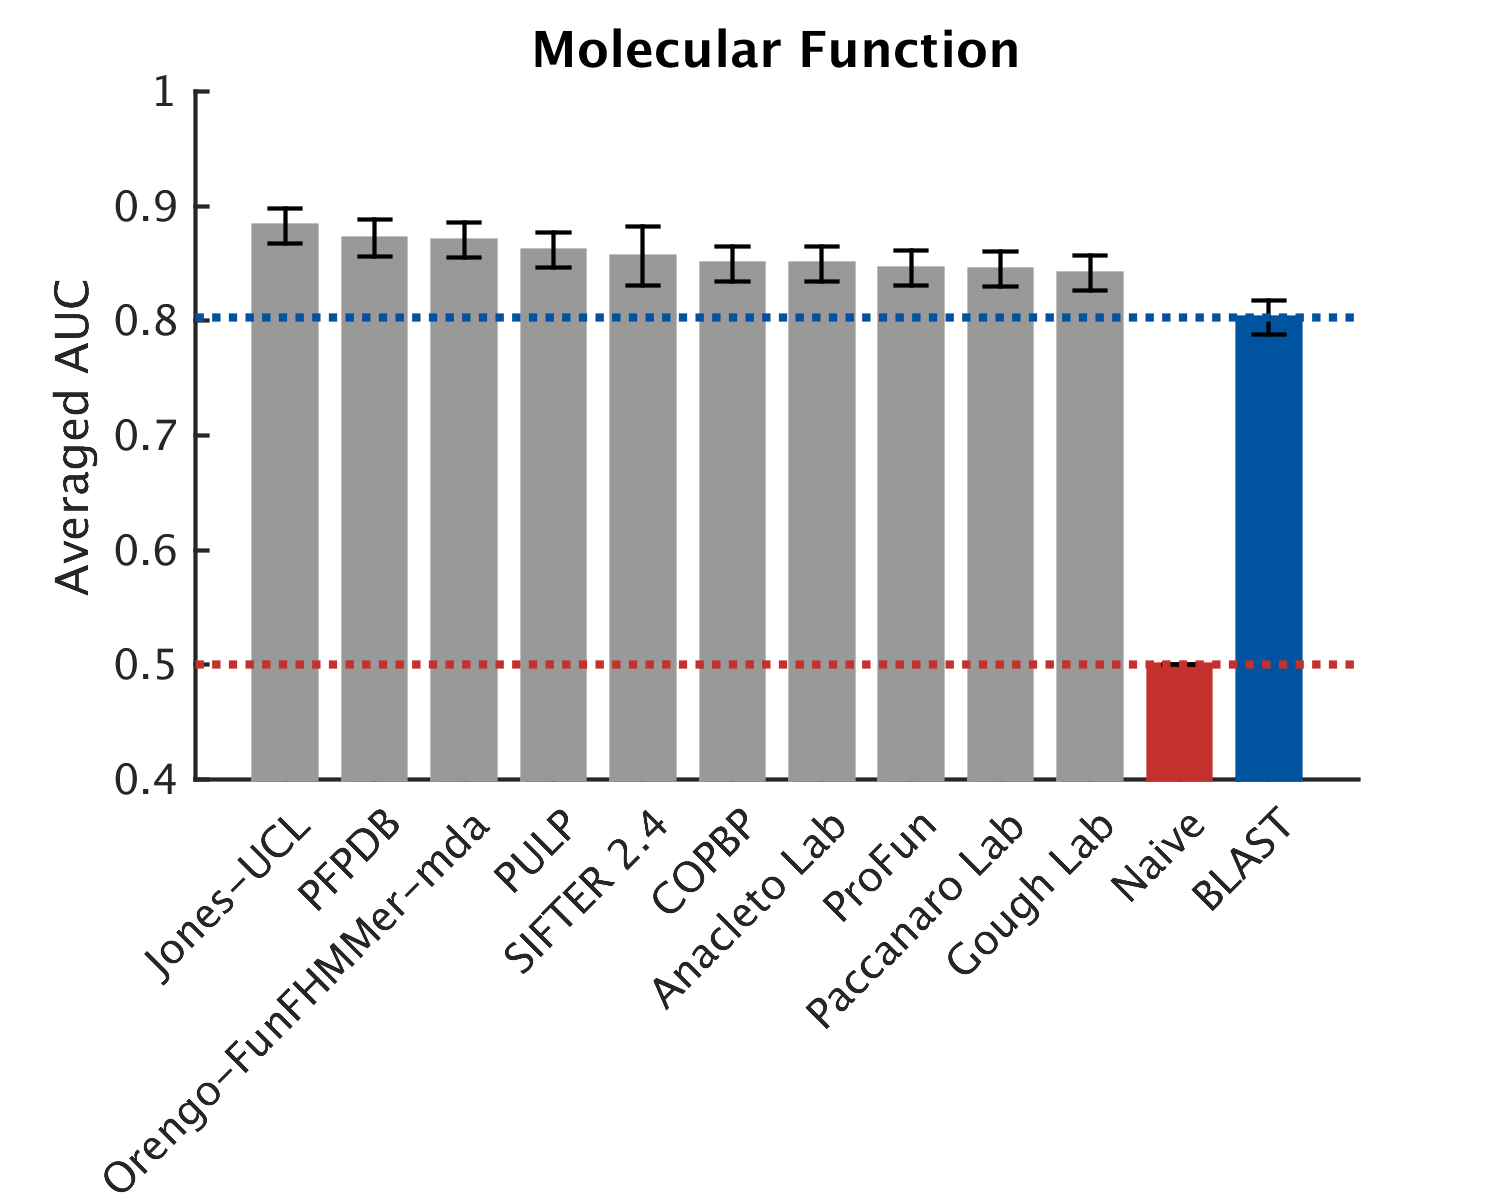 Molecular Function
Averaged AUC
1
0.9
0.8
0.7
0.6
0.5
0.4
Jones-UCL
PFPDB
Orengo-FunFHMMer-mda
PULP
SIFTER 2.4
COPBP
Anacleto Lab
ProFun
Paccanaro Lab
Gough Lab
Naive
BLAST